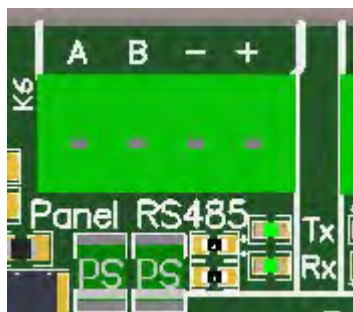 A B - +
K6
Panel RS485
Tx
PS PS
Rx